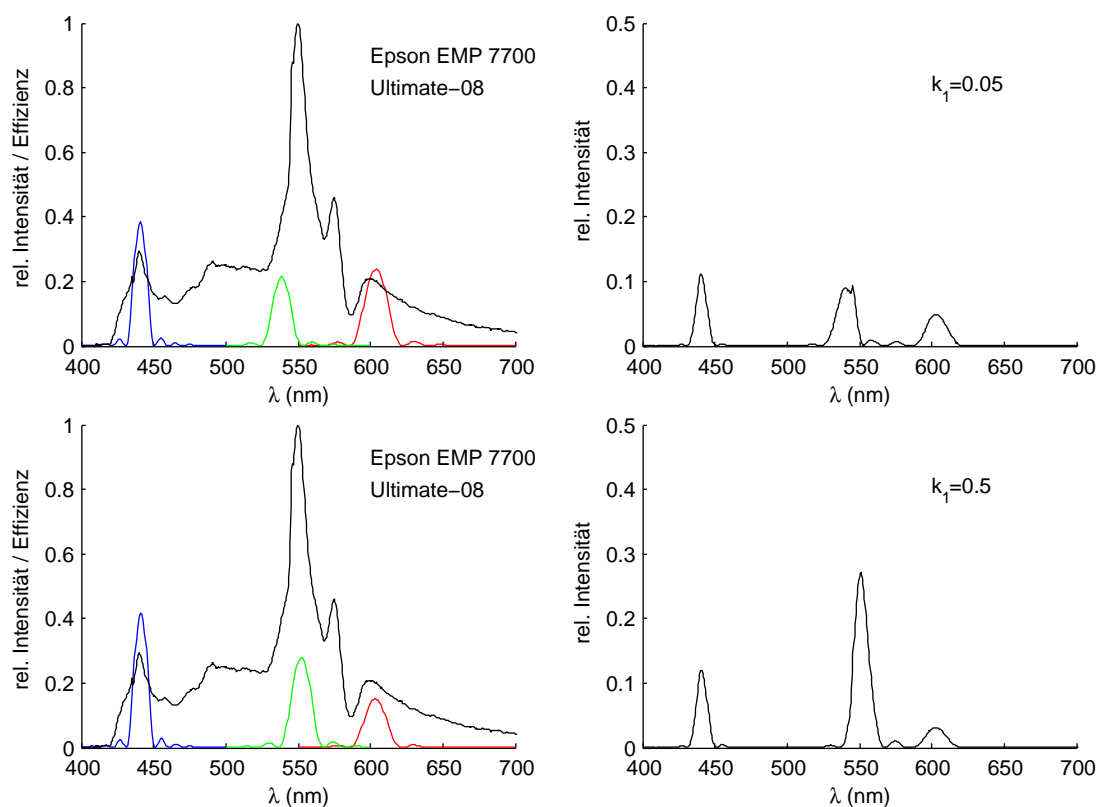 rel. Intensität / Effizienz
1
0.8
0.6
0.4
0.2
0
Epson EMP 7700
Ultimate−08
400 450 500 550 600 650 700
λ (nm)
rel. Intensität
0.5
0.4
0.3
0.2
0.1
0
k1=0.05
400 450 500 550 600 650 700
λ (nm)
rel. Intensität / Effizienz
1
0.8
0.6
0.4
0.2
0
Epson EMP 7700
Ultimate−08
400 450 500 550 600 650 700
λ (nm)
rel. Intensität
0.5
0.4
0.3
0.2
0.1
0
k1=0.5
400 450 500 550 600 650 700
λ (nm)